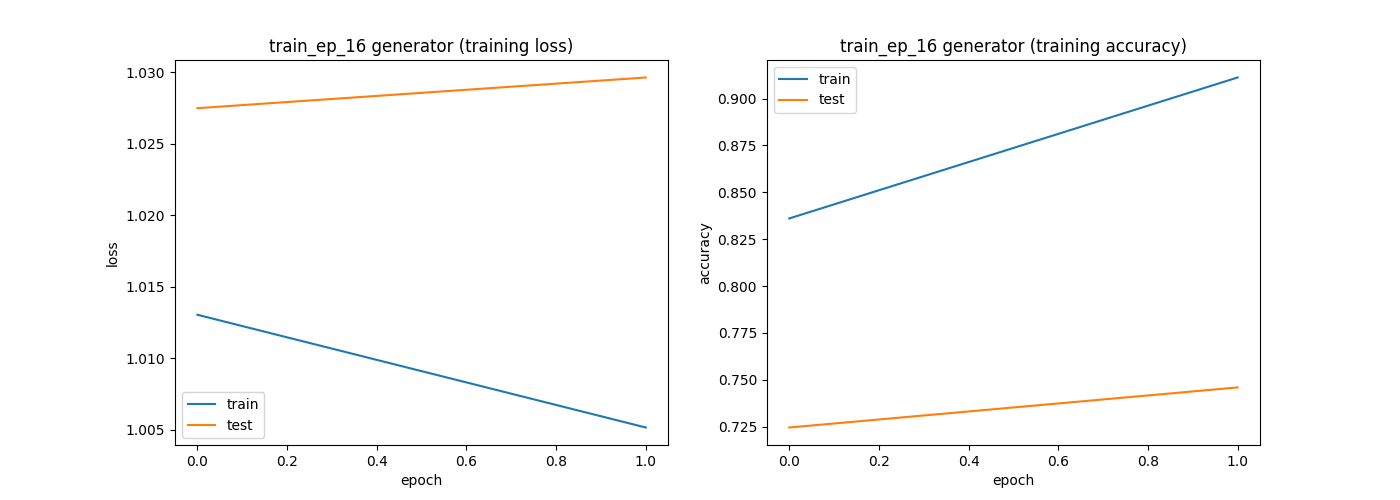 train_ep_16 generator (training loss)
1.030
1.025
1.020
1.015
1.010
1.005
loss
train
test
0.0 0.2 0.4 0.6 0.8 1.0
epoch
train_ep_16 generator (training accuracy)
train
test
0.900
0.875
0.850
0.825
0.800
0.775
0.750
0.725
accuracy
0.0 0.2 0.4 0.6 0.8 1.0
epoch